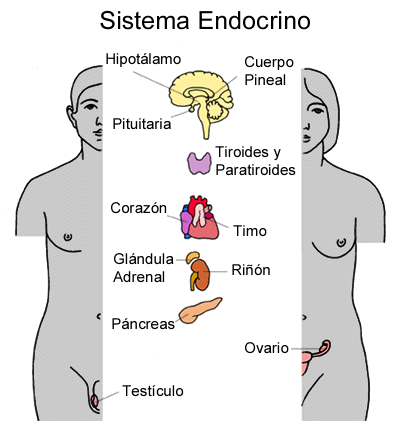 Sistema Endocrino
Hipotálamo
Cuerpo
Pineal
Pituitaria
Tiroides y
Paratiroides
Corazón
Timo
Glándula
Adrenal
Riñón
Páncreas
Ovario
Testículo